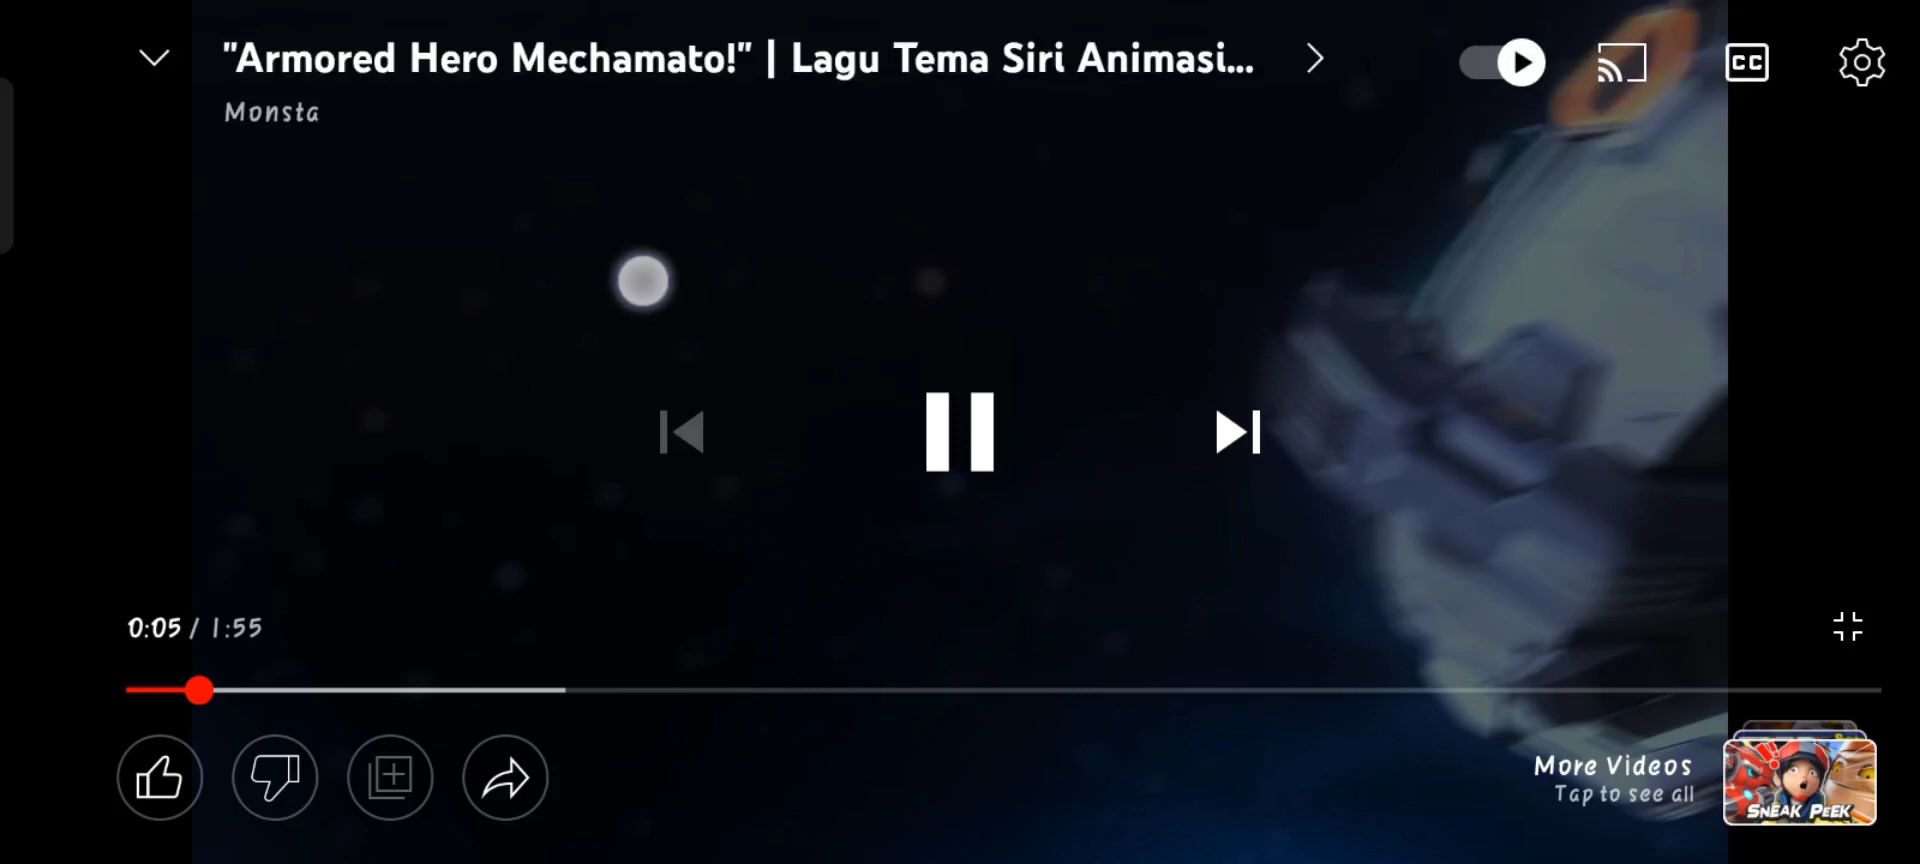 "Armored Hero Mechamato!" | Lagu Tema Siri Animasi...
Monsta
CC
0:05 / 1:55
More Videos
Tap to see all
SNEAK PEEK